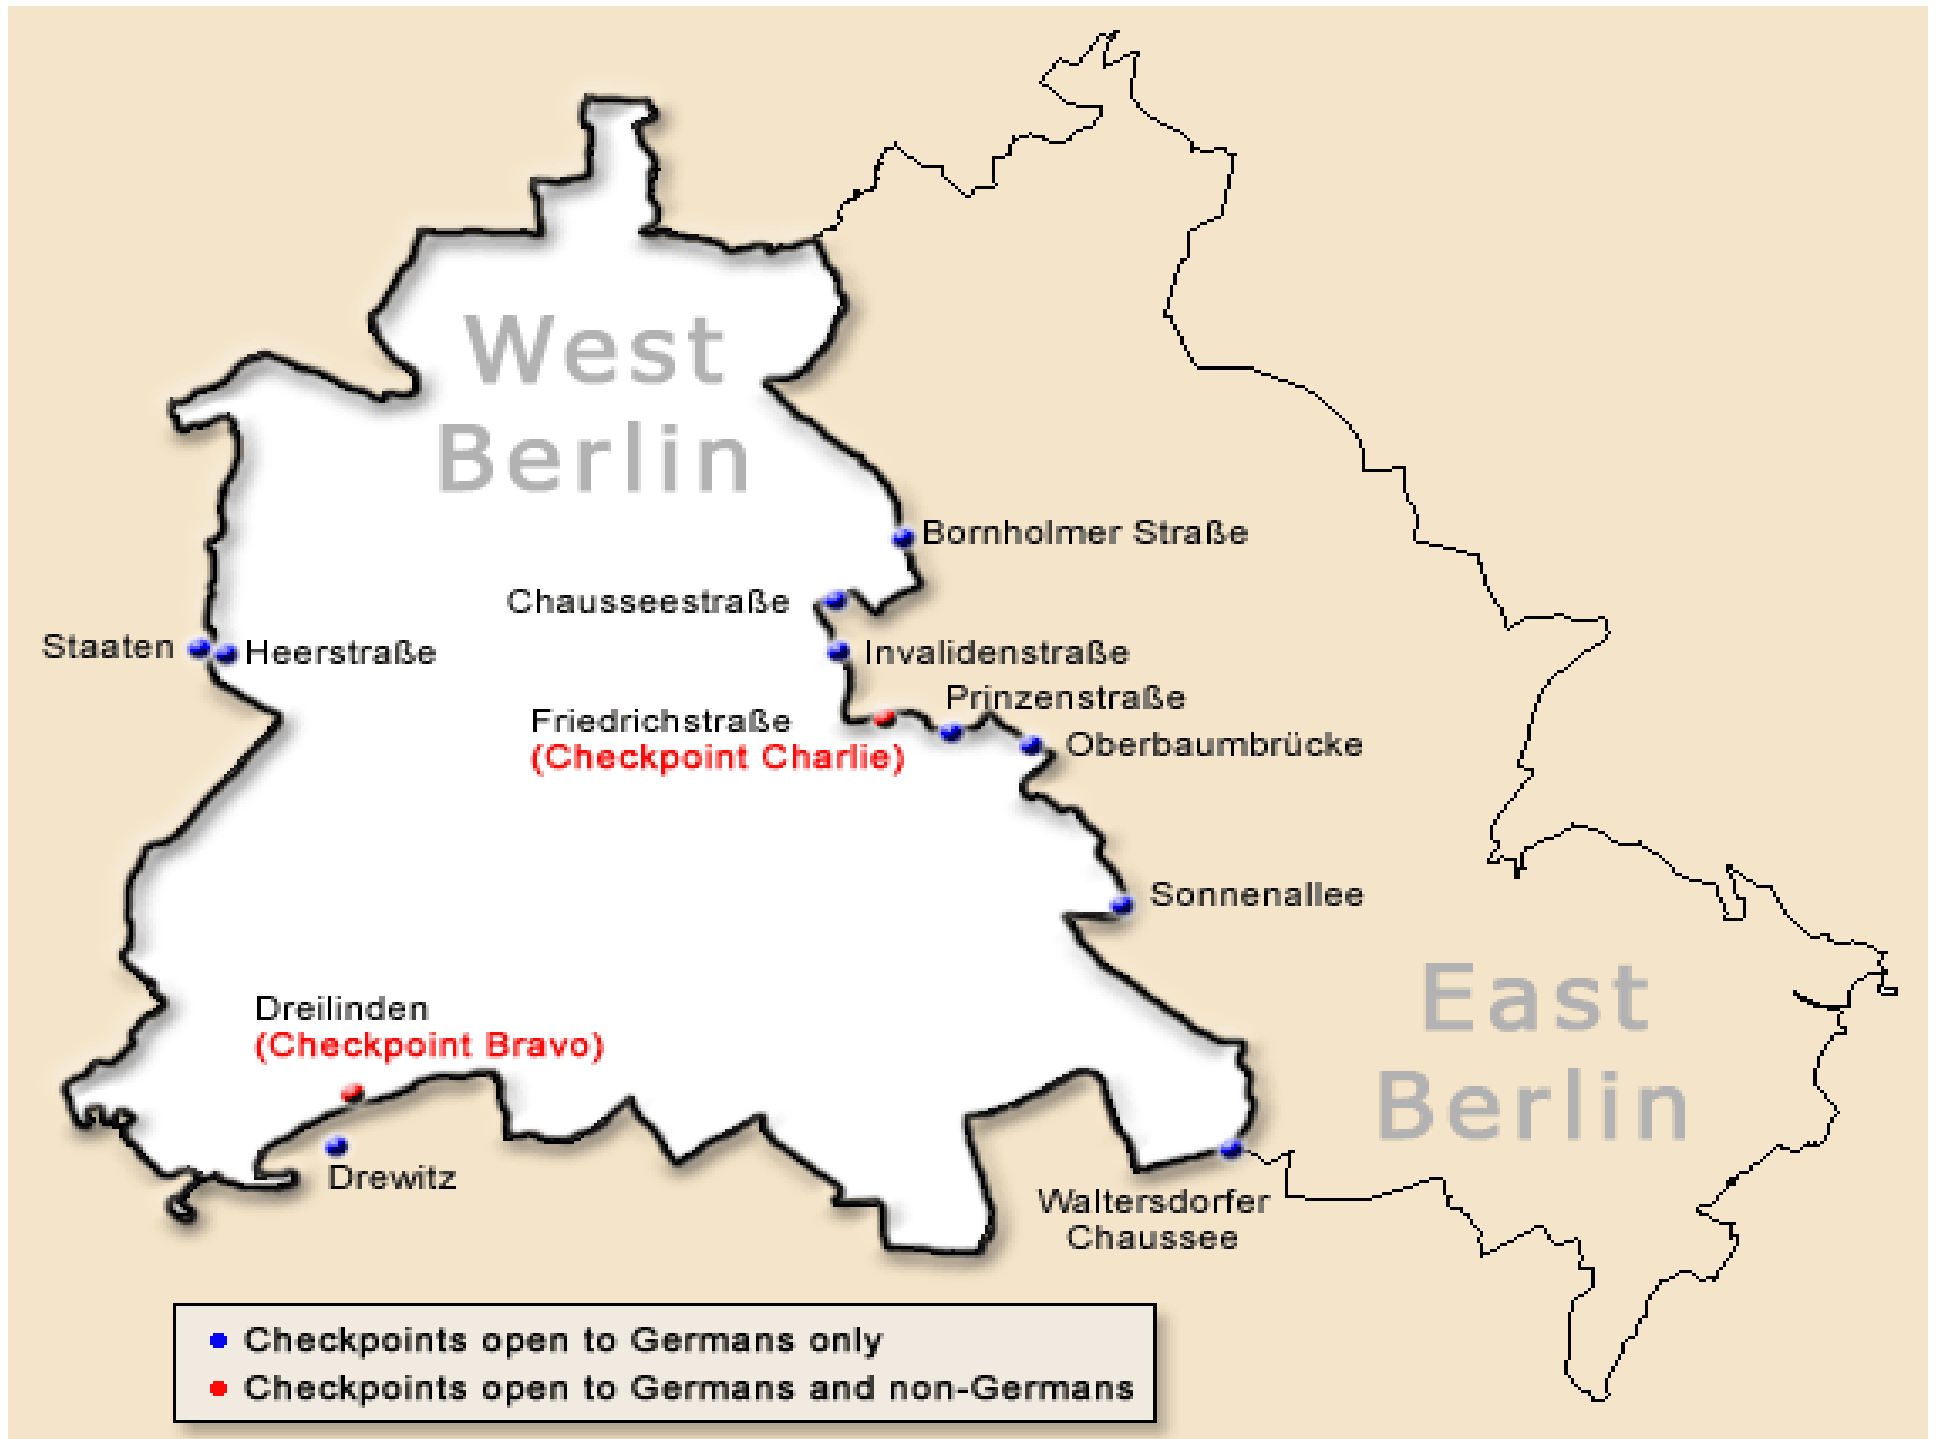 West
Berlin
Bornholmer Straße
Chausseestraße
Staaten
Heerstraße
Invalidenstraße
Prinzenstraße
Friedrichstraße
(Checkpoint Charlie)
Oberbaumbrücke
Sonnenallee
East
Berlin
Dreilinden
(Checkpoint Bravo)
Drewitz
Waltersdorfer
Chaussee
Checkpoints open to Germans only
Checkpoints open to Germans and non-Germans